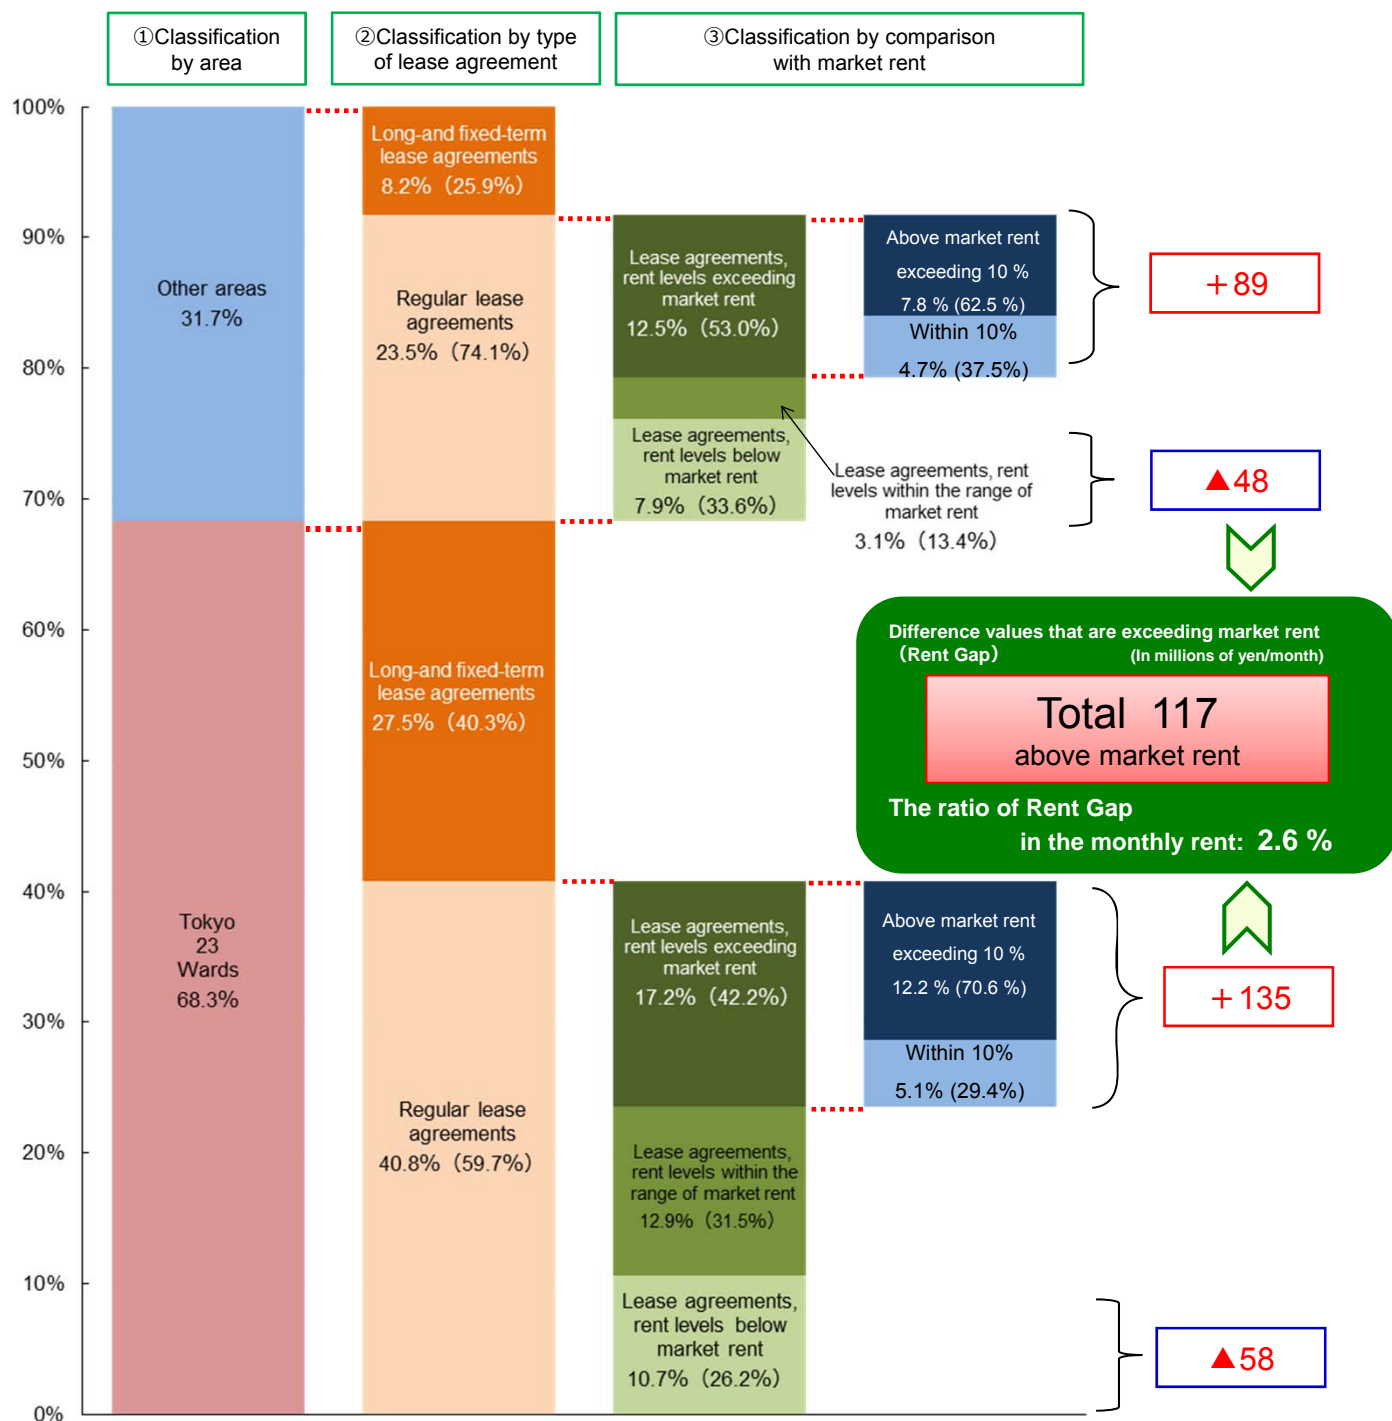 ①Classification
by area
②Classification by type
of lease agreement
③Classification by comparison
with market rent
100%
90%
80%
70%
60%
50%
40%
30%
20%
10%
0%
Other areas
31.7%
Tokyo
23
Wards
68.3%
Long-and fixed-term
lease agreements
8.2%（25.9%）
Regular lease
agreements
23.5%（74.1%）
Long-and fixed-term
lease agreements
27.5%（40.3%）
Regular lease
agreements
40.8%（59.7%）
Lease agreements,
rent levels exceeding
market rent
12.5%（53.0%）
Lease agreements,
rent levels below
market rent
7.9%（33.6%）
Lease agreements, rent
levels within the range of
market rent
3.1%（13.4%）
Above market rent
exceeding 10 %
7.8 % (62.5 %)
Within 10%
4.7% (37.5%)
＋89
▲48
Difference values that are exceeding market rent
（Rent Gap） (In millions of yen/month)
Total 117
above market rent
The ratio of Rent Gap
in the monthly rent: 2.6 %
Lease agreements,
rent levels exceeding
market rent
17.2%（42.2%）
Lease agreements,
rent levels within the
range of market rent
12.9%（31.5%）
Lease agreements,
rent levels below
market rent
10.7%（26.2%）
Above market rent
exceeding 10 %
12.2 % (70.6 %)
Within 10%
5.1% (29.4%)
＋135
▲58